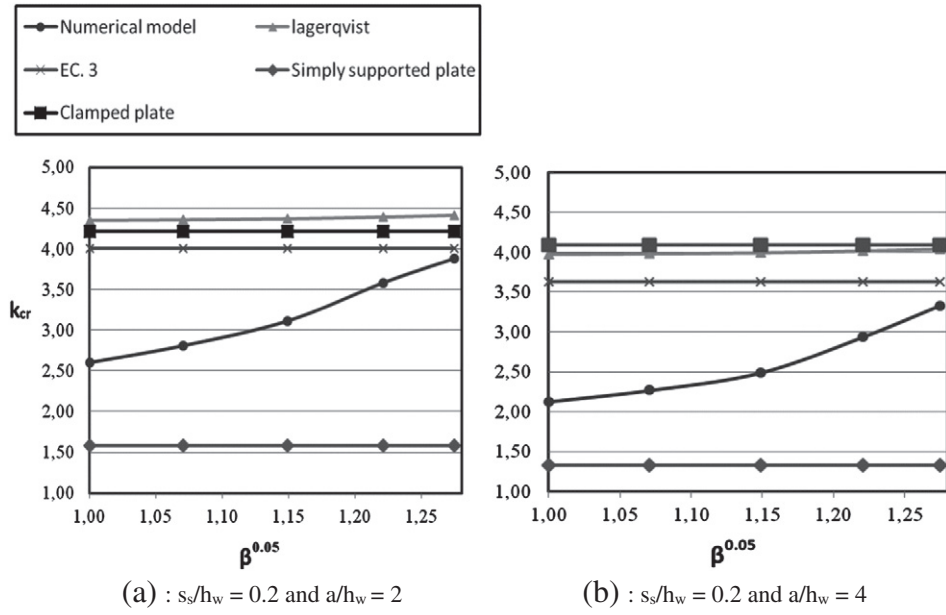 Numerical model
lagerqvist
EC. 3
Simply supported plate
Clamped plate
5,00
4,50
4,00
3,50
3,00
2,50
2,00
1,50
1,00
kcr
1,00 1,05 1,10 1,15 1,20 1,25
β^0.05
(a) : ss/hw = 0.2 and a/hw = 2
5,00
4,50
4,00
3,50
3,00
2,50
2,00
1,50
1,00
1,00 1,05 1,10 1,15 1,20 1,25
β^0.05
(b) : ss/hw = 0.2 and a/hw = 4